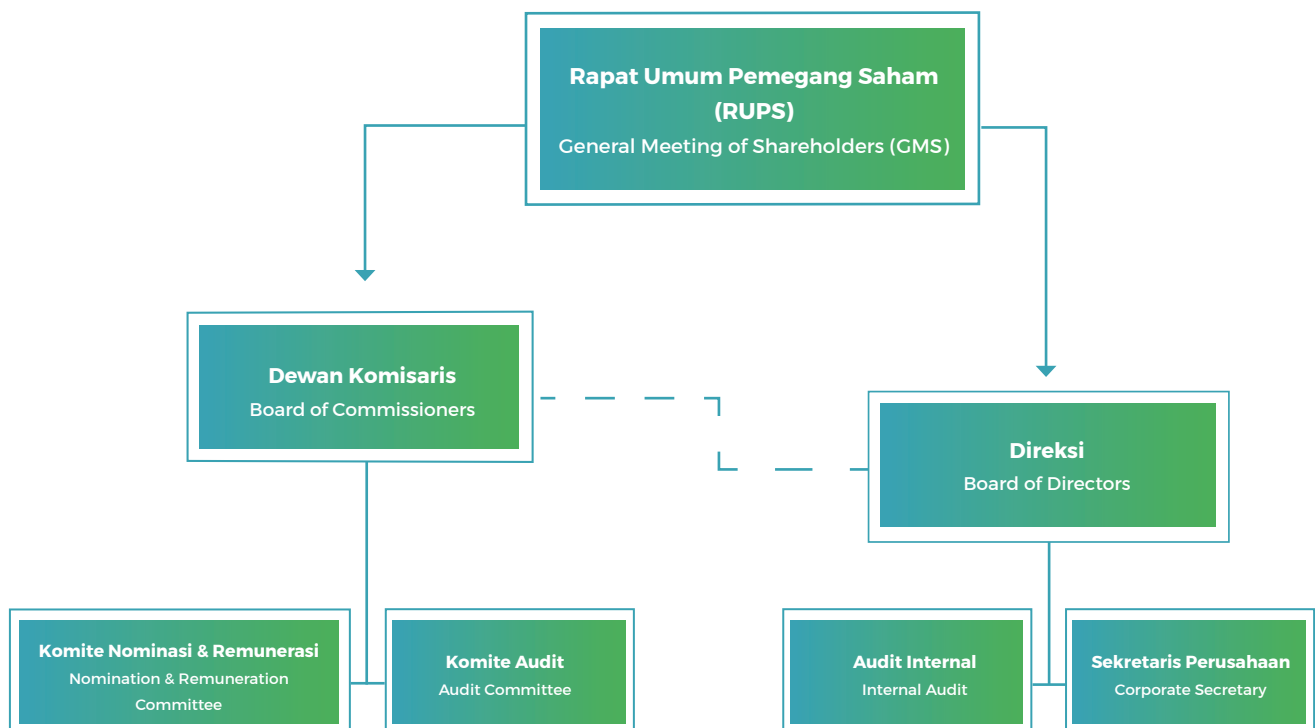 Rapat Umum Pemegang Saham
(RUPS)
General Meeting of Shareholders (GMS)
Dewan Komisaris
Board of Commissioners
Direksi
Board of Directors
Komite Nominasi & Remunerasi
Nomination & Remuneration
Committee
Komite Audit
Audit Committee
Audit Internal
Internal Audit
Sekretaris Perusahaan
Corporate Secretary